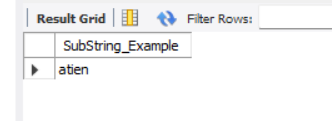 Result Grid Filter Rows:
SubString_Example
atien